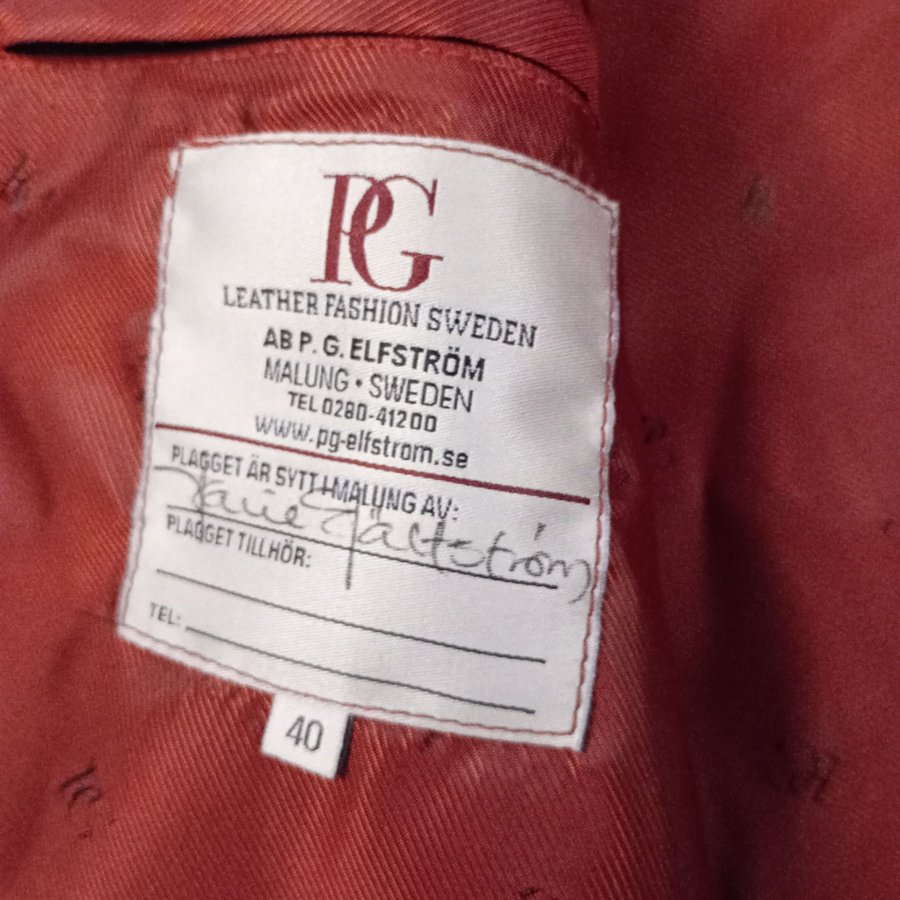 PG
LEATHER FASHION SWEDEN
AB P. G. ELFSTRÖM
MALUNG • SWEDEN
TEL 0280-41200
www.pg-elfstrom.se
PLAGGET ÄR SYTT I MALUNG AV:
Fältström
PLAGGET TILLHÖR:
TEL:
40